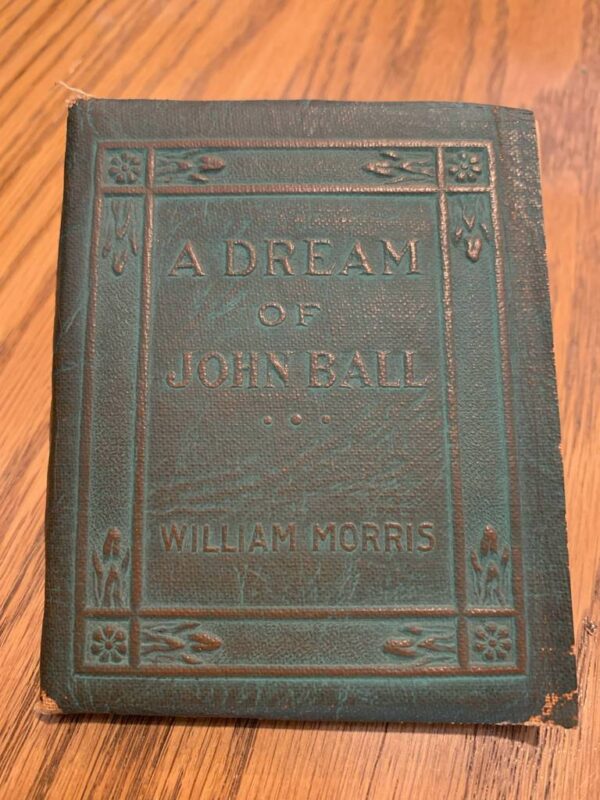 A DREAM
OF
JOHN BALL
...
WILLIAM MORRIS